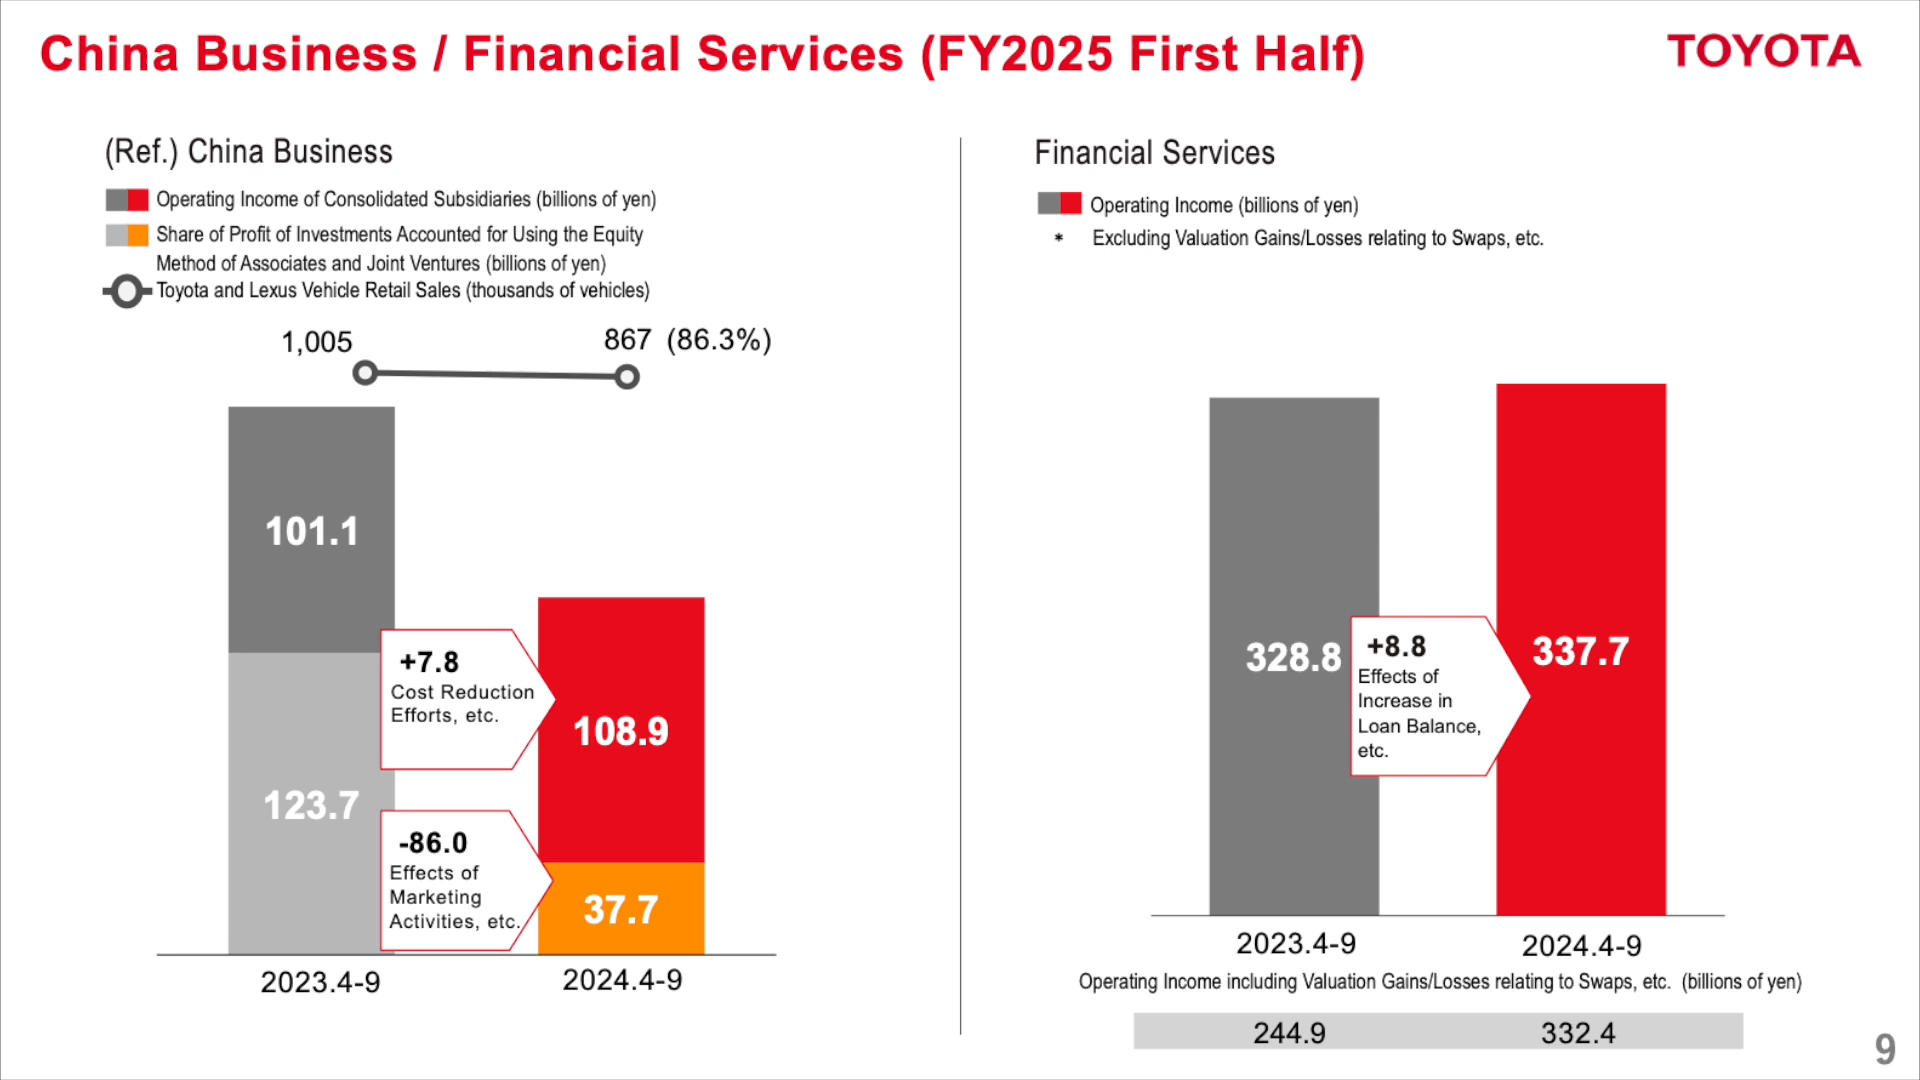 China Business / Financial Services (FY2025 First Half)
TOYOTA
(Ref.) China Business
Operating Income of Consolidated Subsidiaries (billions of yen)
Share of Profit of Investments Accounted for Using the Equity
Method of Associates and Joint Ventures (billions of yen)
Toyota and Lexus Vehicle Retail Sales (thousands of vehicles)
1,005
867 (86.3%)
101.1
123.7
+7.8
Cost Reduction
Efforts, etc.
-86.0
Effects of
Marketing
Activities, etc.
108.9
37.7
2023.4-9
2024.4-9
Financial Services
Operating Income (billions of yen)
* Excluding Valuation Gains/Losses relating to Swaps, etc.
328.8
+8.8
Effects of
Increase in
Loan Balance,
etc.
337.7
2023.4-9
2024.4-9
Operating Income including Valuation Gains/Losses relating to Swaps, etc. (billions of yen)
244.9
332.4
9